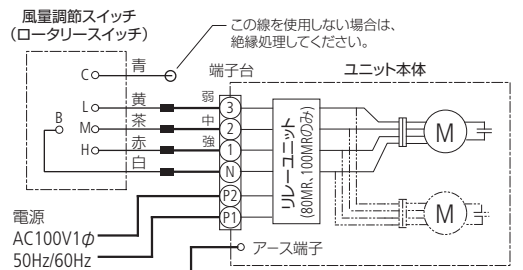 風量調節スイッチ
(ロータリースイッチ)
この線を使用しない場合は、
絶縁処理してください。
端子台
ユニット本体
C
青
L
黄
弱
3
B
M
茶
中
2
H
赤
強
1
白
N
P2
P1
リレーユニット
(80MR、100MRのみ)
M
M
電源
AC100V1φ
50Hz/60Hz
アース端子